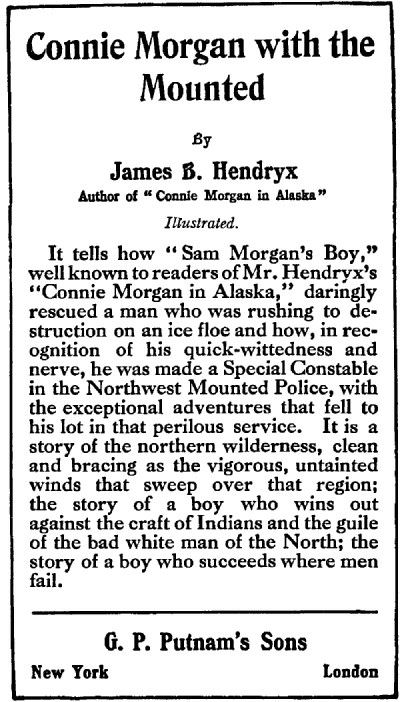 Connie Morgan with the
Mounted
By
James B. Hendryx
Author of "Connie Morgan in Alaska"
Illustrated.
It tells how "Sam Morgan's Boy,"
well known to readers of Mr. Hendryx's
"Connie Morgan in Alaska," daringly
rescued a man who was rushing to de-
struction on an ice floe and how, in rec-
ognition of his quick-wittedness and
nerve, he was made a Special Constable
in the Northwest Mounted Police, with
the exceptional adventures that fell to
his lot in that perilous service. It is a
story of the northern wilderness, clean
and bracing as the vigorous, untainted
winds that sweep over that region;
the story of a boy who wins out
against the craft of Indians and the guile
of the bad white man of the North; the
story of a boy who succeeds where men
fail.
G. P. Putnam's Sons
New York London